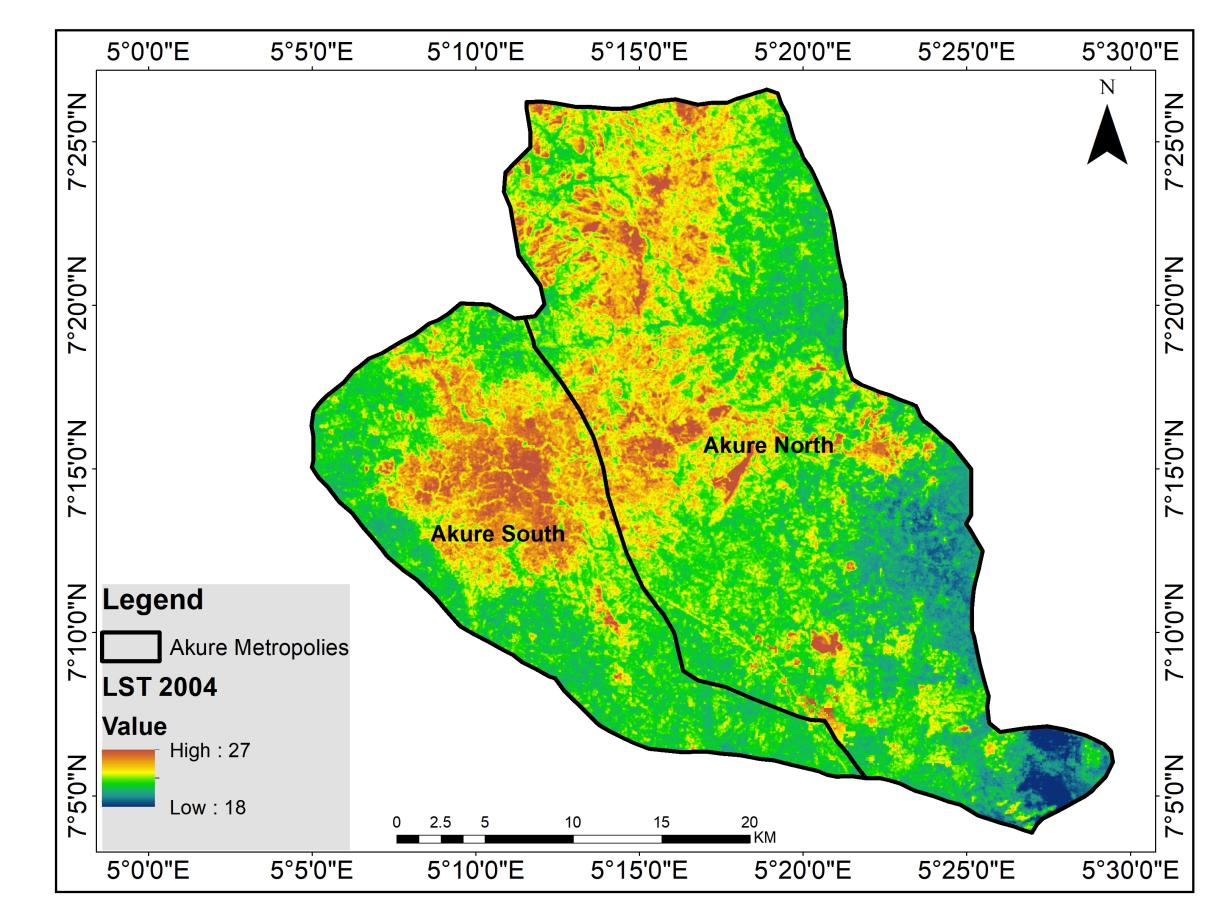 5°0'0"E 5°5'0"E 5°10'0"E 5°15'0"E 5°20'0"E 5°25'0"E 5°30'0"E
N
7°25'0"N 7°25'0"N
7°20'0"N 7°20'0"N
7°15'0"N 7°15'0"N
Akure North
Akure South
7°10'0"N 7°10'0"N
7°5'0"N 7°5'0"N
Legend
Akure Metropolies
LST 2004
Value
High : 27
Low : 18
0 2.5 5 10 15 20
KM
5°0'0"E 5°5'0"E 5°10'0"E 5°15'0"E 5°20'0"E 5°25'0"E 5°30'0"E